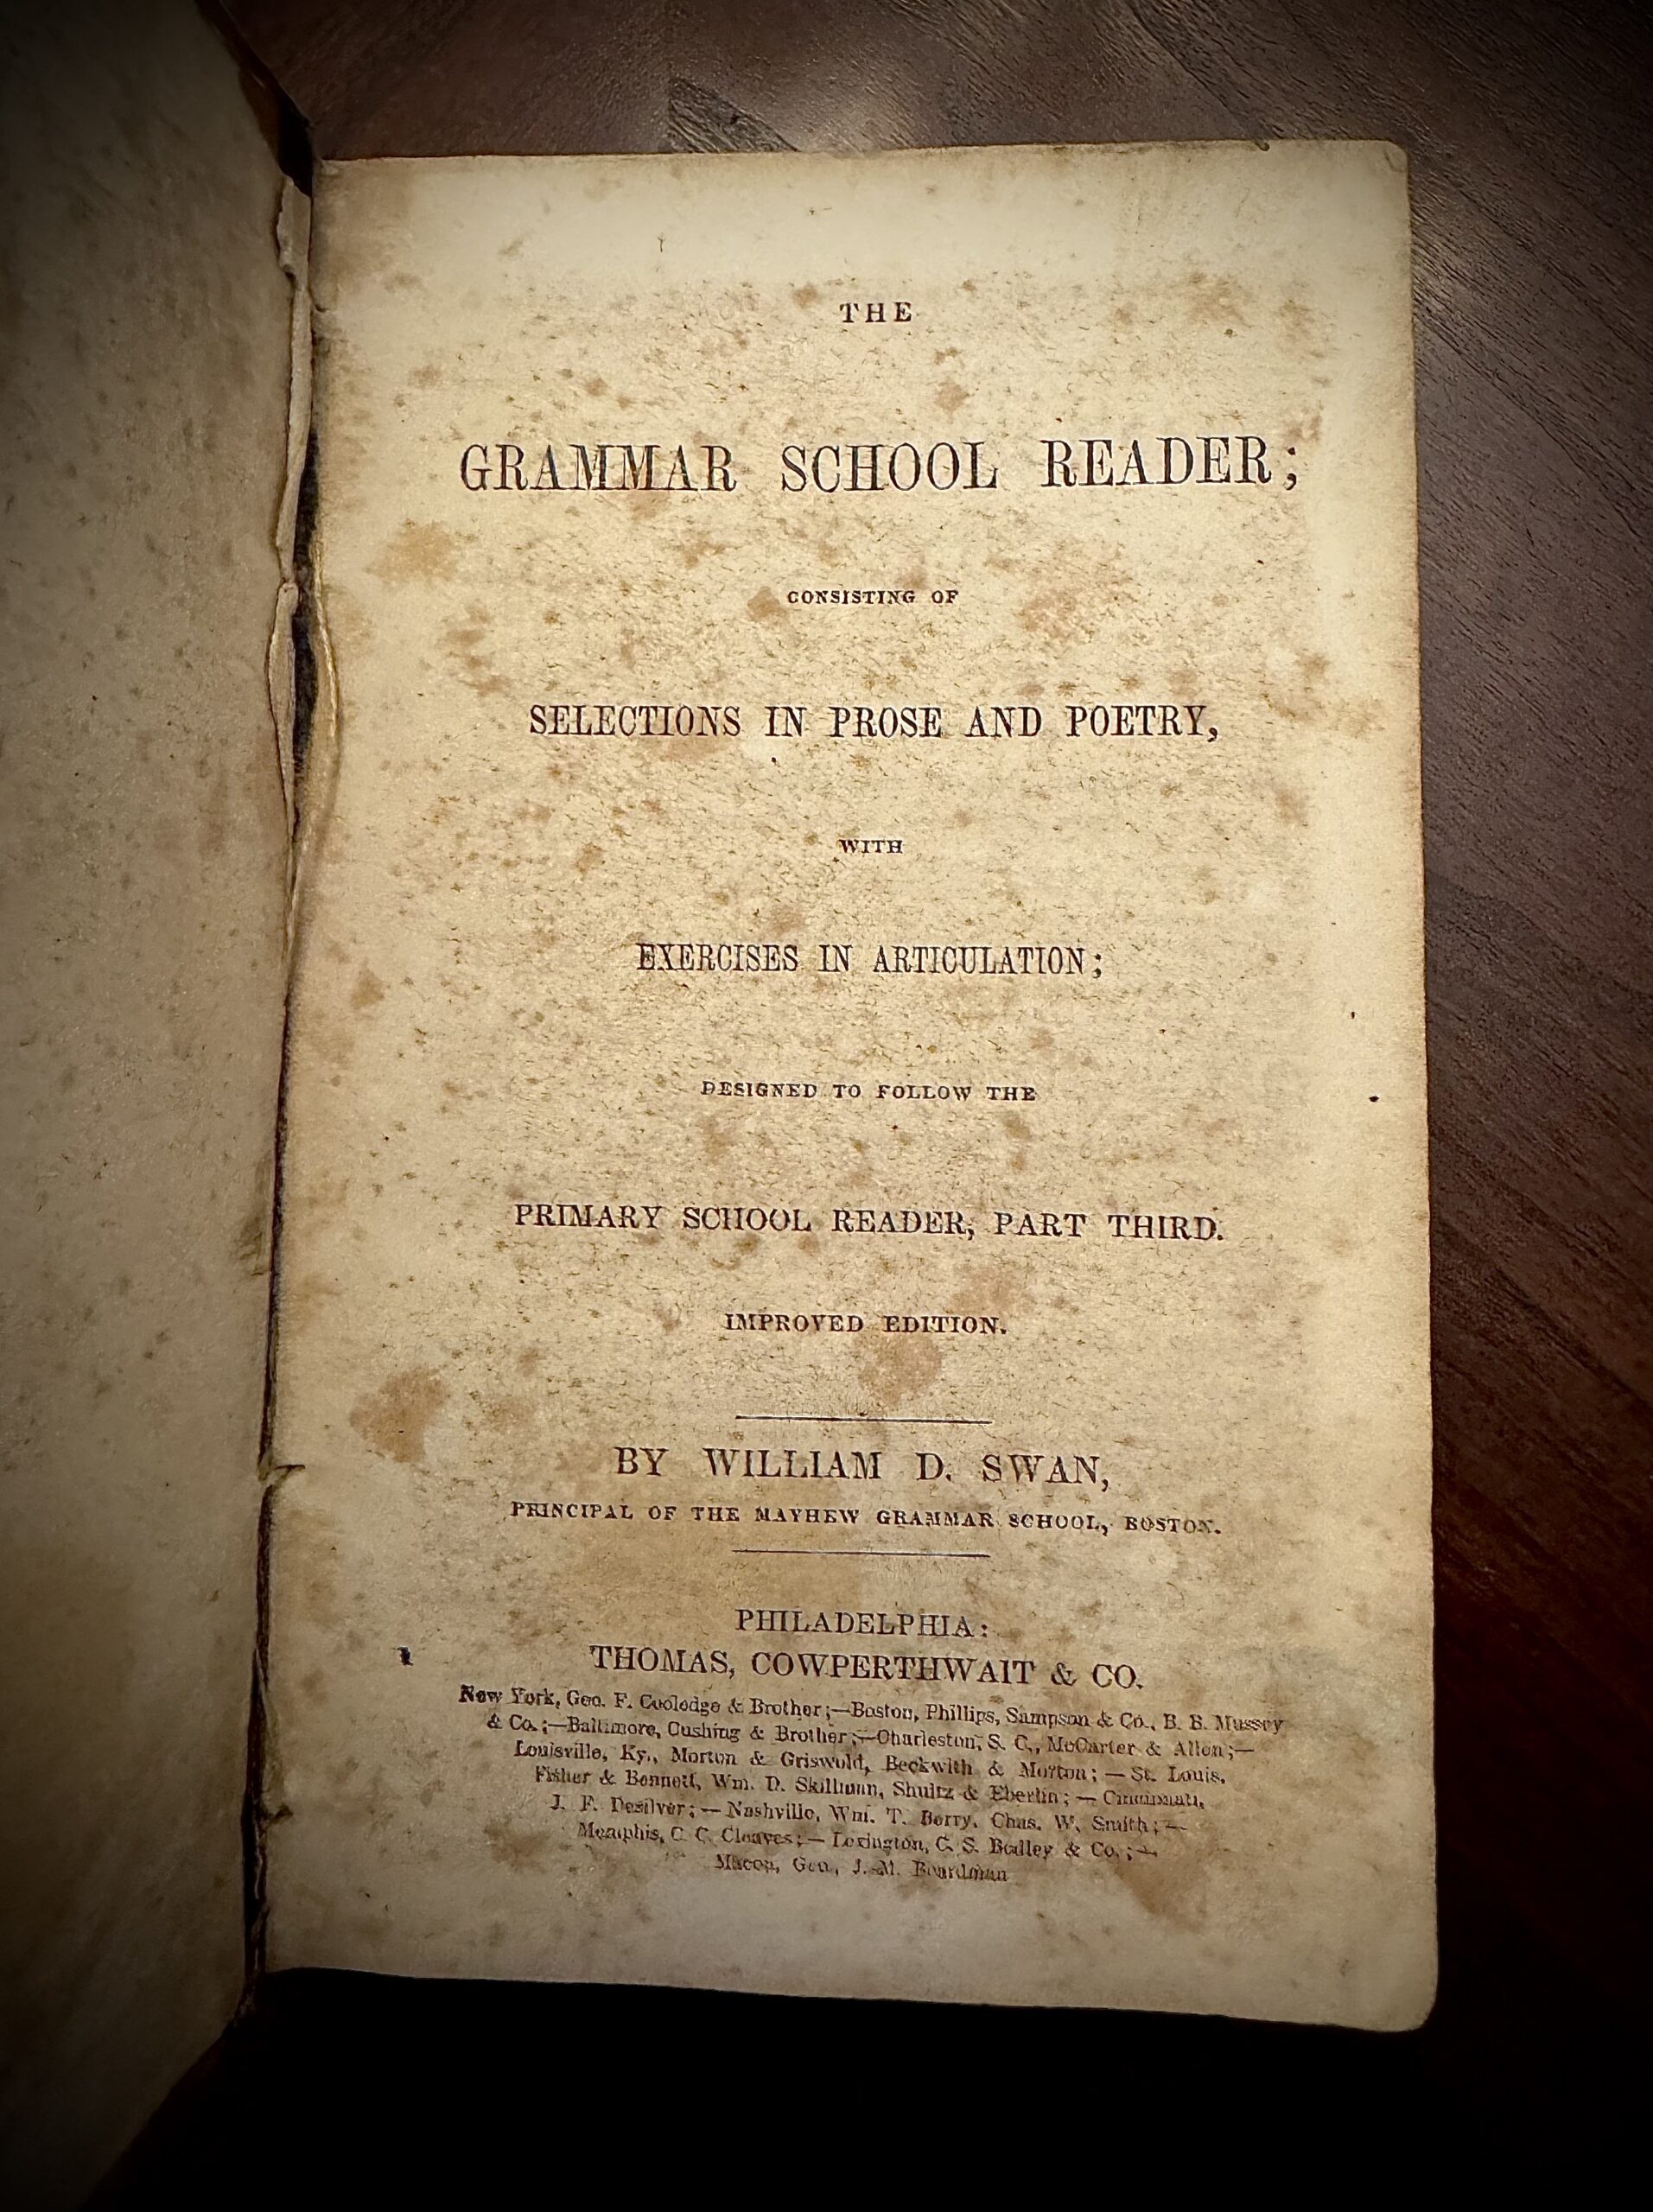 THE
GRAMMAR SCHOOL READER;
CONSISTING OF
SELECTIONS IN PROSE AND POETRY,
WITH
EXERCISES IN ARTICULATION;
DESIGNED TO FOLLOW THE
PRIMARY SCHOOL READER, PART THIRD.
IMPROVED EDITION.
BY WILLIAM D. SWAN,
PRINCIPAL OF THE MAYHEW GRAMMAR SCHOOL, BOSTON.
PHILADELPHIA:
THOMAS, COWPERTHWAIT & CO.
New York, Geo. F. Cooledge & Brother;—Boston, Phillips, Sampson & Co., B. B. Mussey
& Co.;—Baltimore, Cushing & Brother;—Charleston, S. C., McCarter & Allen;—
Louisville, Ky., Morton & Griswold, Beckwith & Morton; — St. Louis,
Fisher & Bennett, Wm. D. Skillman, Shultz & Eberlin; — Cincinnati,
J. F. Desilver; — Nashville, Wm. T. Berry, Chas. W. Smith; —
Memphis, C. C. Cleaves; — Lexington, C. S. Bodley & Co.; —
Macon, Geo., J. M. Boardman